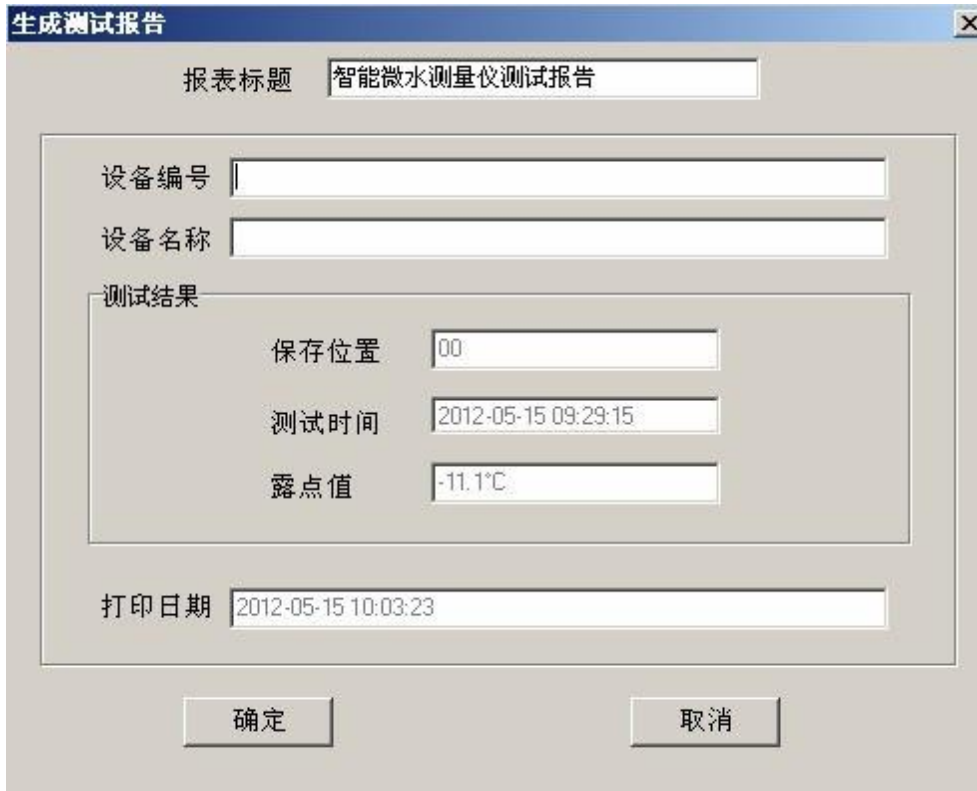 生成测试报告
报表标题 智能微水测量仪测试报告
设备编号
设备名称
测试结果
保存位置 00
测试时间 2012-05-15 09:29:15
露点值 -11.1°C
打印日期 2012-05-15 10:03:23
确定 取消